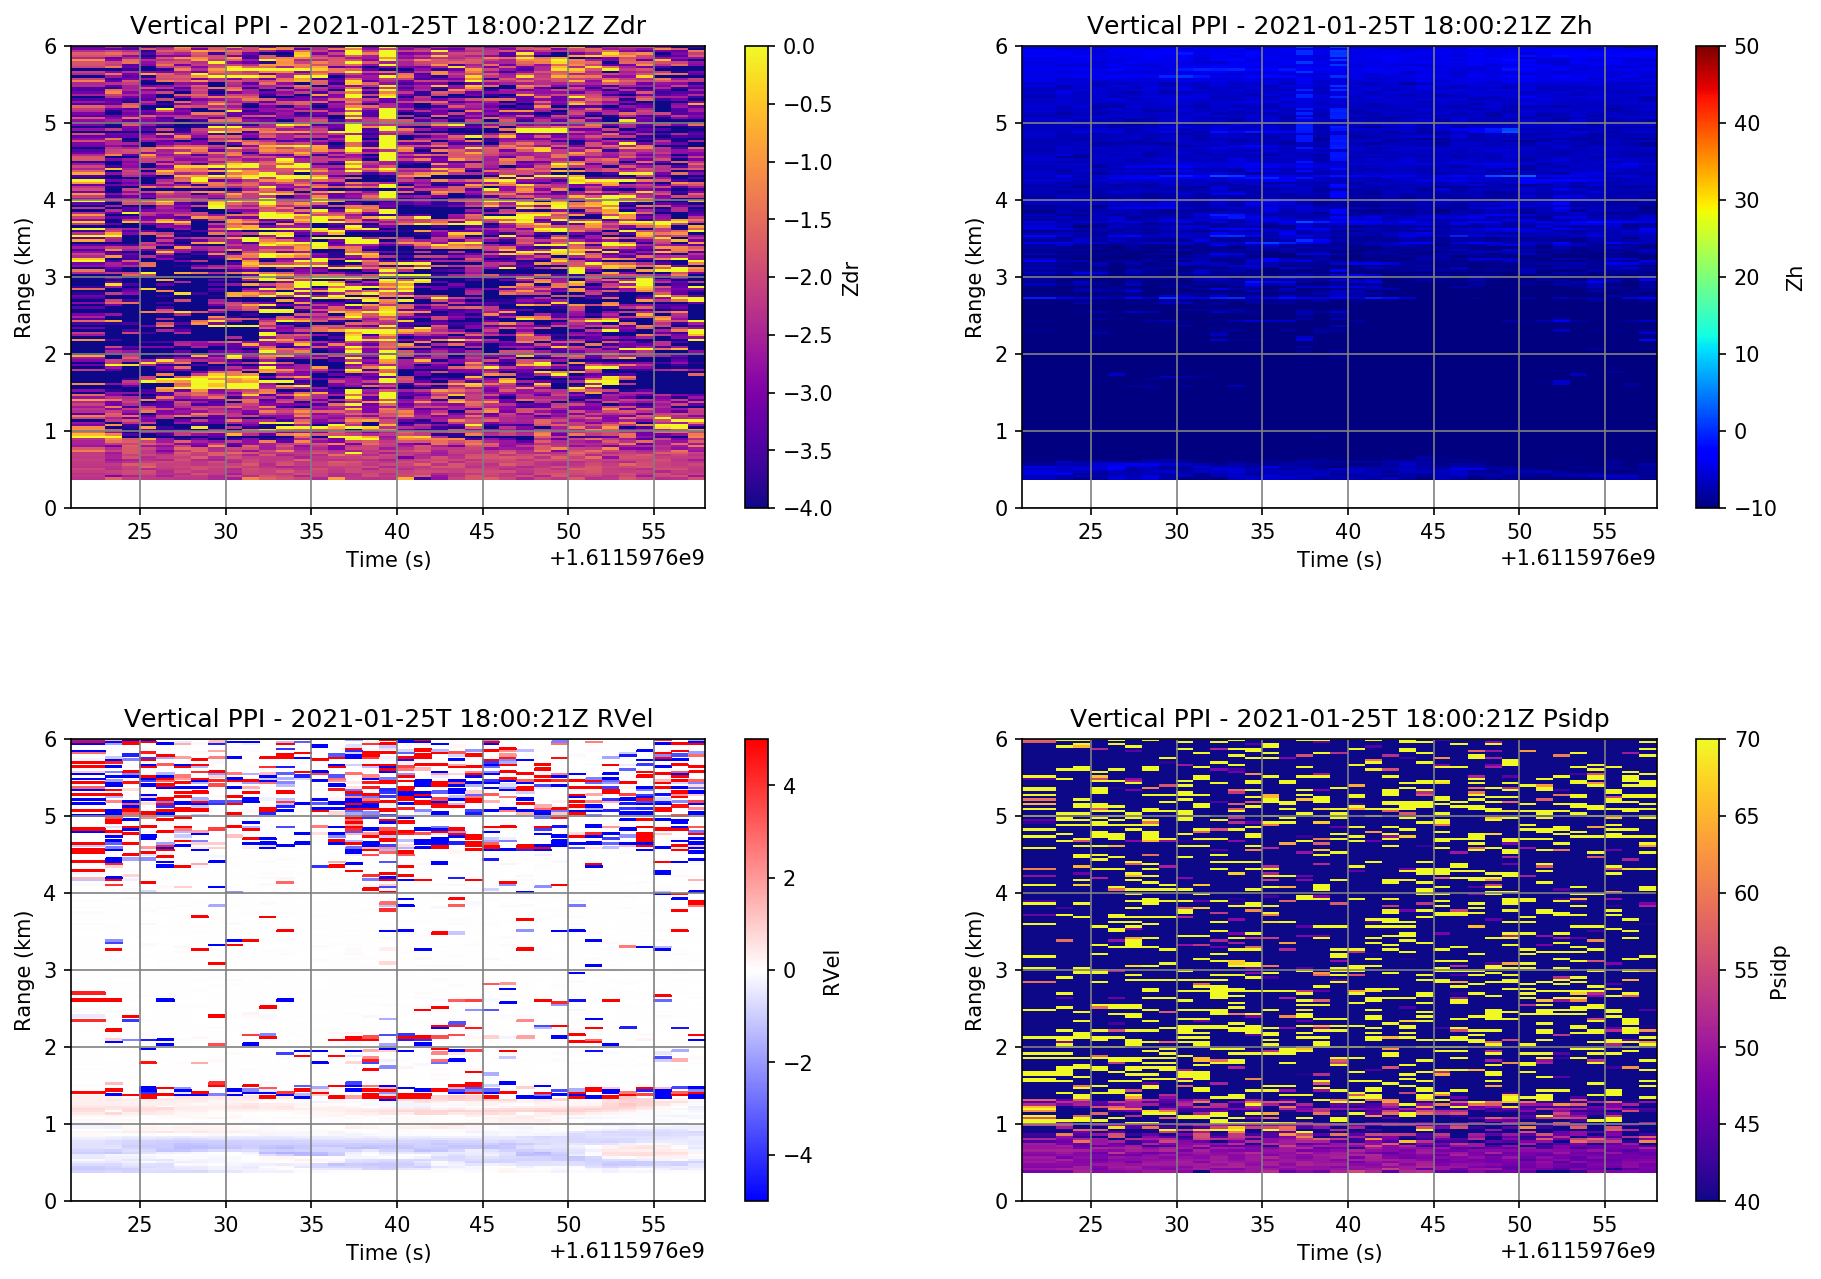 Vertical PPI - 2021-01-25T 18:00:21Z Zdr
6
5
4
3
2
1
0
Range (km)
25 30 35 40 45 50 55
Time (s)
+1.6115976e9
0.0
−0.5
−1.0
−1.5
−2.0
−2.5
−3.0
−3.5
−4.0
Zdr
Vertical PPI - 2021-01-25T 18:00:21Z Zh
6
5
4
3
2
1
0
Range (km)
25 30 35 40 45 50 55
Time (s)
+1.6115976e9
50
40
30
20
10
0
−10
Zh
Vertical PPI - 2021-01-25T 18:00:21Z RVel
6
5
4
3
2
1
0
Range (km)
25 30 35 40 45 50 55
Time (s)
+1.6115976e9
4
2
0
−2
−4
RVel
Vertical PPI - 2021-01-25T 18:00:21Z Psidp
6
5
4
3
2
1
0
Range (km)
25 30 35 40 45 50 55
Time (s)
+1.6115976e9
70
65
60
55
50
45
40
Psidp